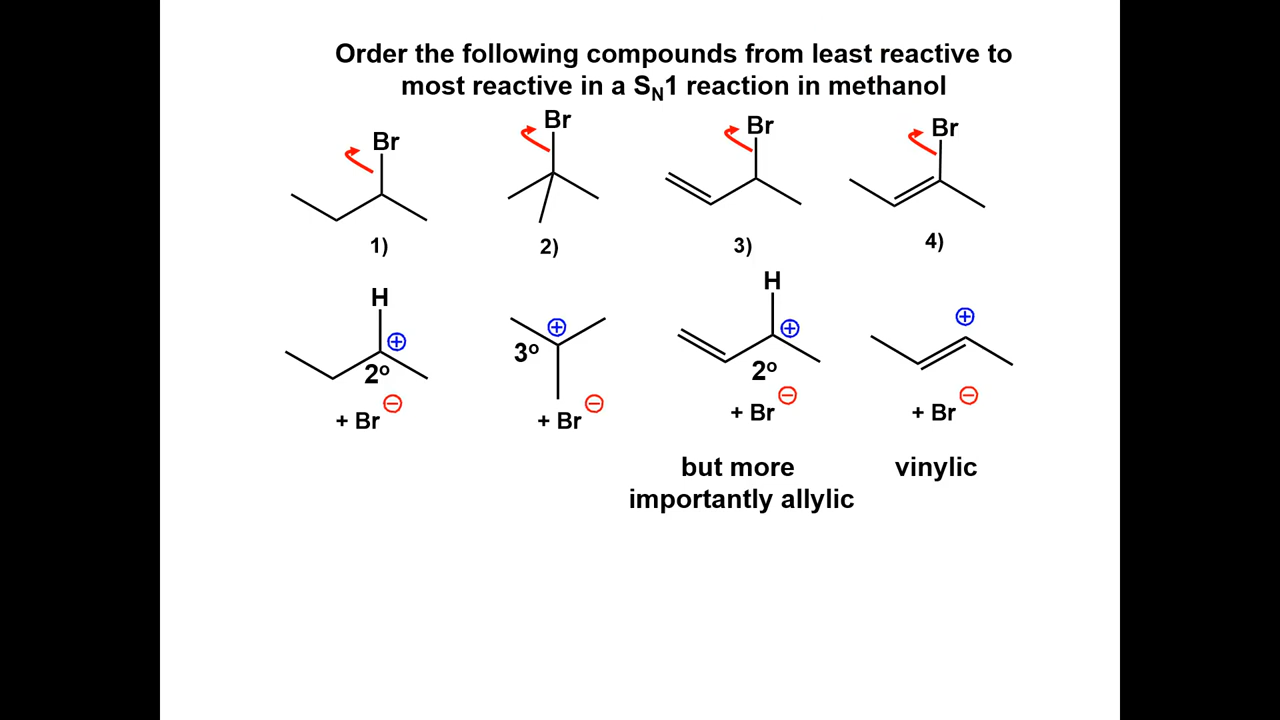 Order the following compounds from least reactive to
most reactive in a SN1 reaction in methanol
Br Br Br Br
1) 2) 3) 4)
H H
⊕ ⊕ ⊕ ⊕
2º 3º 2º
⊖ ⊖ ⊖ ⊖
+ Br + Br + Br + Br
but more vinylic
importantly allylic